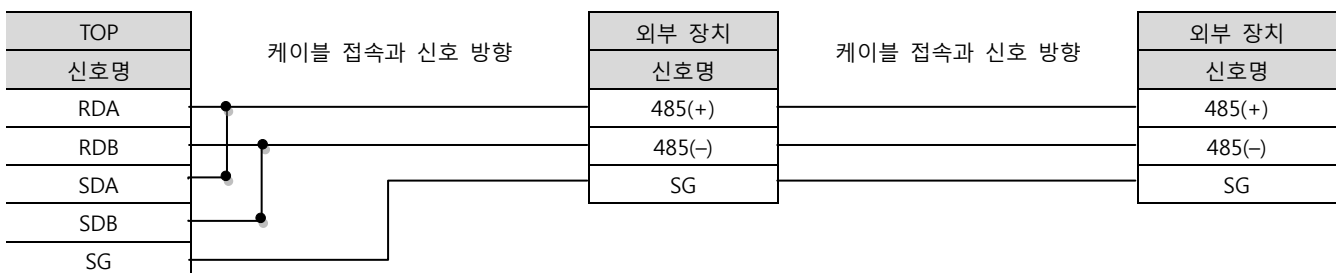 TOP 케이블 접속과 신호 방향 외부 장치 케이블 접속과 신호 방향 외부 장치
신호명 신호명 신호명
RDA 485(+) 485(+)
RDB 485(–) 485(–)
SDA SG SG
SDB
SG